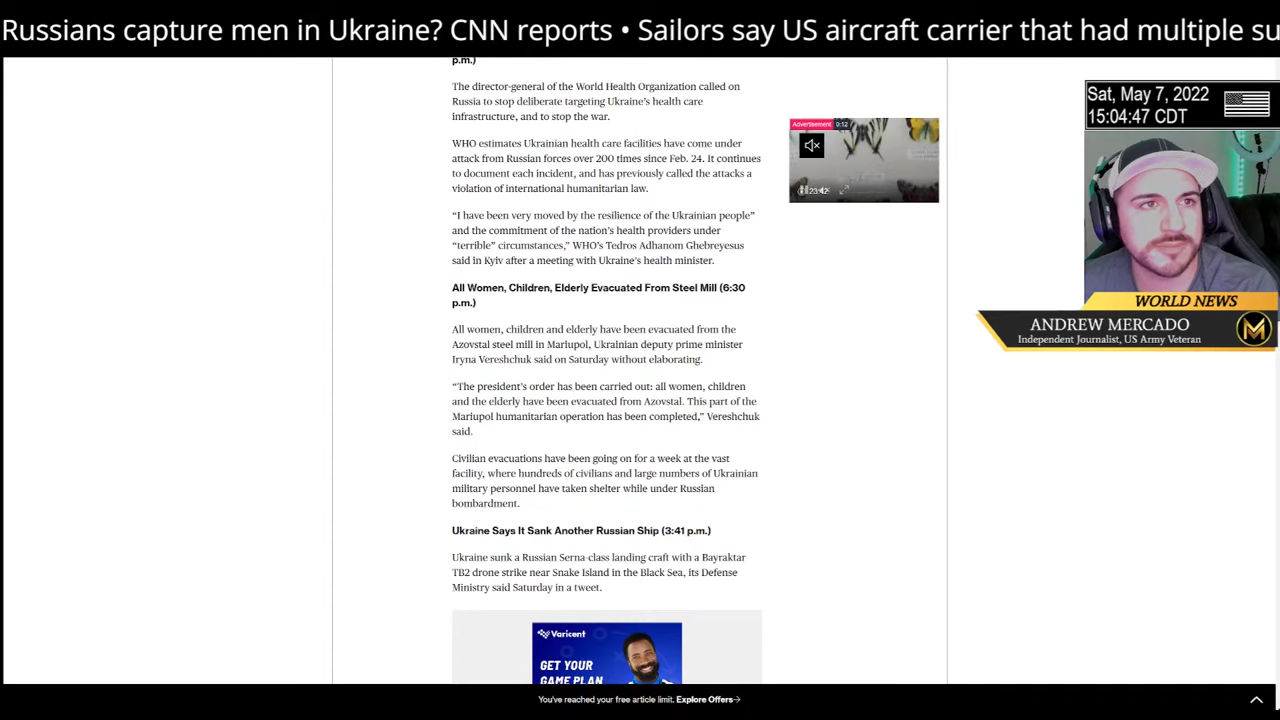 Russians capture men in Ukraine? CNN reports • Sailors say US aircraft carrier that had multiple su
p.m.)
The director-general of the World Health Organization called on
Russia to stop deliberate targeting Ukraine's health care
infrastructure, and to stop the war.
WHO estimates Ukrainian health care facilities have come under
attack from Russian forces over 200 times since Feb. 24. It continues
to document each incident, and has previously called the attacks a
violation of international humanitarian law.
“I have been very moved by the resilience of the Ukrainian people”
and the commitment of the nation's health providers under
“terrible” circumstances,” WHO's Tedros Adhanom Ghebreyesus
said in Kyiv after a meeting with Ukraine's health minister.
All Women, Children, Elderly Evacuated From Steel Mill (6:30
p.m.)
All women, children and elderly have been evacuated from the
Azovstal steel mill in Mariupol, Ukrainian deputy prime minister
Iryna Vereshchuk said on Saturday without elaborating.
“The president's order has been carried out: all women, children
and the elderly have been evacuated from Azovstal. This part of the
Mariupol humanitarian operation has been completed,” Vereshchuk
said.
Civilian evacuations have been going on for a week at the vast
facility, where hundreds of civilians and large numbers of Ukrainian
military personnel have taken shelter while under Russian
bombardment.
Ukraine Says It Sank Another Russian Ship (3:41 p.m.)
Ukraine sunk a Russian Serna-class landing craft with a Bayraktar
TB2 drone strike near Snake Island in the Black Sea, its Defense
Ministry said Saturday in a tweet.
Varicent
GET YOUR
GAME PLAN
You've reached your free article limit. Explore Offers→
Advertisement 0:12
23:42
Sat, May 7, 2022
15:04:47 CDT
WORLD NEWS
ANDREW MERCADO
Independent Journalist, US Army Veteran
M